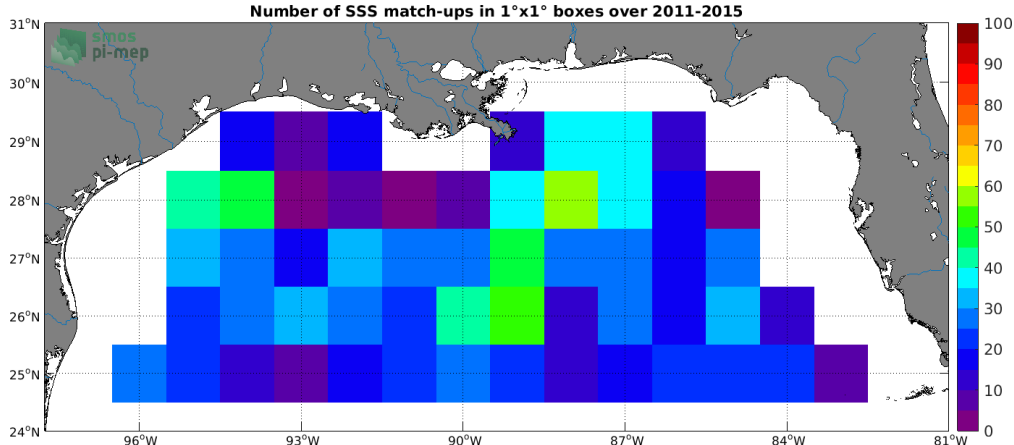 Number of SSS match-ups in 1°x1° boxes over 2011-2015
smos
pi-mep
31°N
30°N
29°N
28°N
27°N
26°N
25°N
24°N
96°W
93°W
90°W
87°W
84°W
81°W
100
90
80
70
60
50
40
30
20
10
0